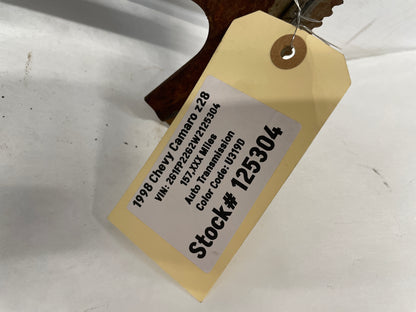 1998 Chevy Camaro z28
VIN: 2G1FP22G2W2125304
157,XXX Miles
Auto Transmission
Color Code: U319D
Stock# 125304